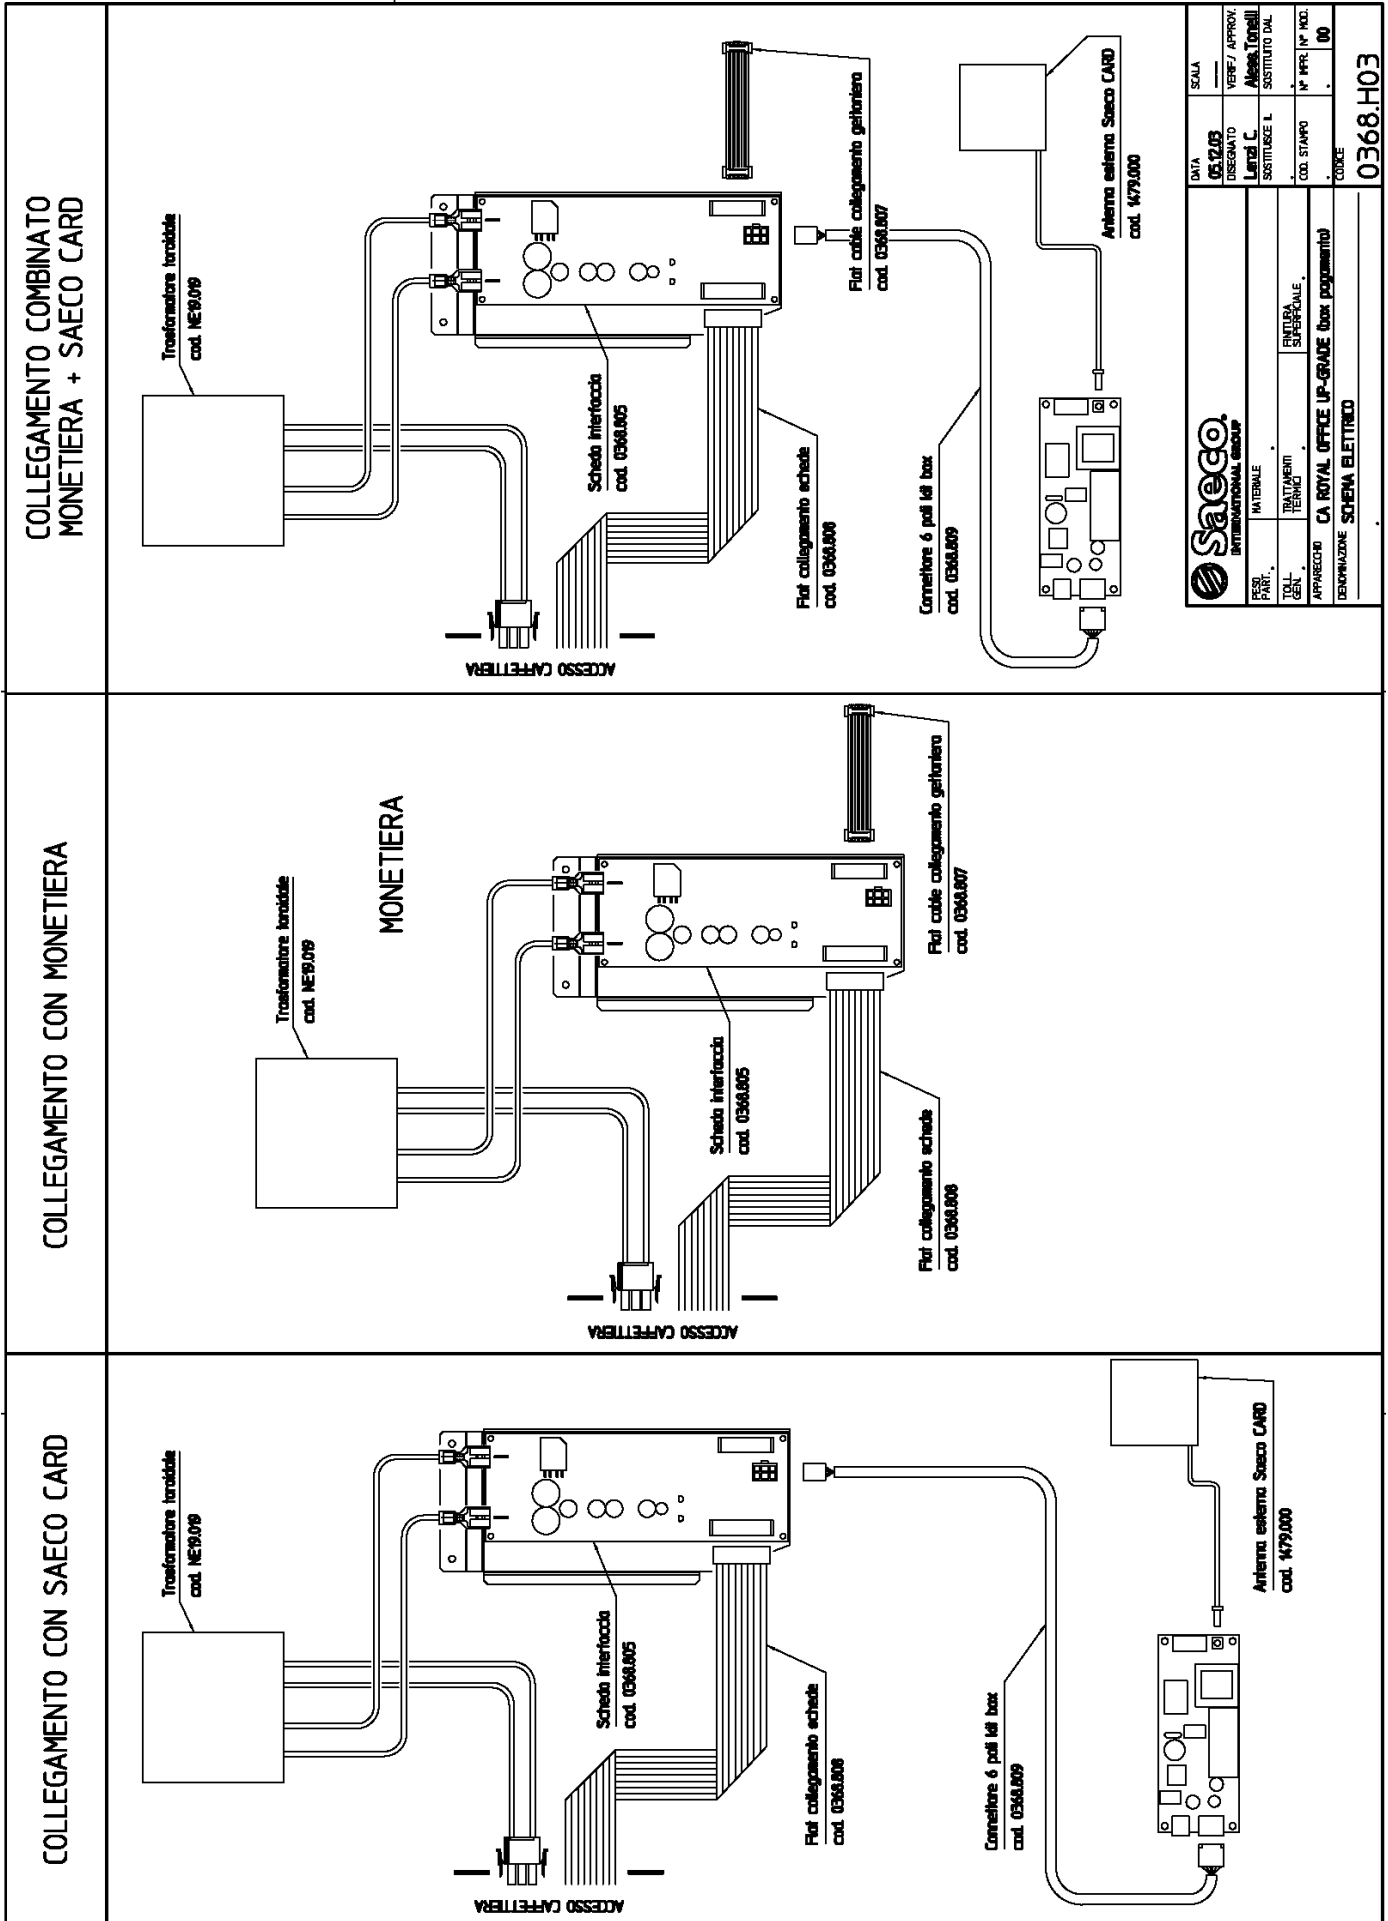 COLLEGAMENTO CON SAECO CARD
Trasformatore toroidale
cod. NE19.019
Scheda interfaccia
cod. 0368.805
Flat collegamento schede
cod. 0368.808
ACCESSO CAFFETTIERA
Connettore 6 poli kit box
cod. 0368.809
Antenna esterna Saeco CARD
cod. 1479.000
COLLEGAMENTO CON MONETIERA
MONETIERA
Trasformatore toroidale
cod. NE19.019
Scheda interfaccia
cod. 0368.805
Flat collegamento schede
cod. 0368.808
Flat cable collegamento gettoniera
cod. 0368.807
ACCESSO CAFFETTIERA
COLLEGAMENTO COMBINATO
MONETIERA + SAECO CARD
Trasformatore toroidale
cod. NE19.019
Scheda interfaccia
cod. 0368.805
Flat collegamento schede
cod. 0368.808
Flat cable collegamento gettoniera
cod. 0368.807
ACCESSO CAFFETTIERA
Connettore 6 poli kit box
cod. 0368.809
Antenna esterna Saeco CARD
cod. 1479.000
Saeco
INTERNATIONAL GROUP
DATA
05.12.03
SCALA
DISEGNATO
Lenzi C.
VERIF./ APPROV.
Aless.Tonelli
PESO PART.
MATERIALE
SOSTITUISCE IL
SOSTITUITO DAL
TOLL. GEN.
TRATTAMENTI TERMICI
FINITURA SUPERFICIALE
COD. STAMPO
N° IMPR.
N° MOD.
00
APPARECCHIO CA ROYAL OFFICE UP-GRADE (box pagamento)
DENOMINAZIONE SCHEMA ELETTRICO
CODICE
0368.H03